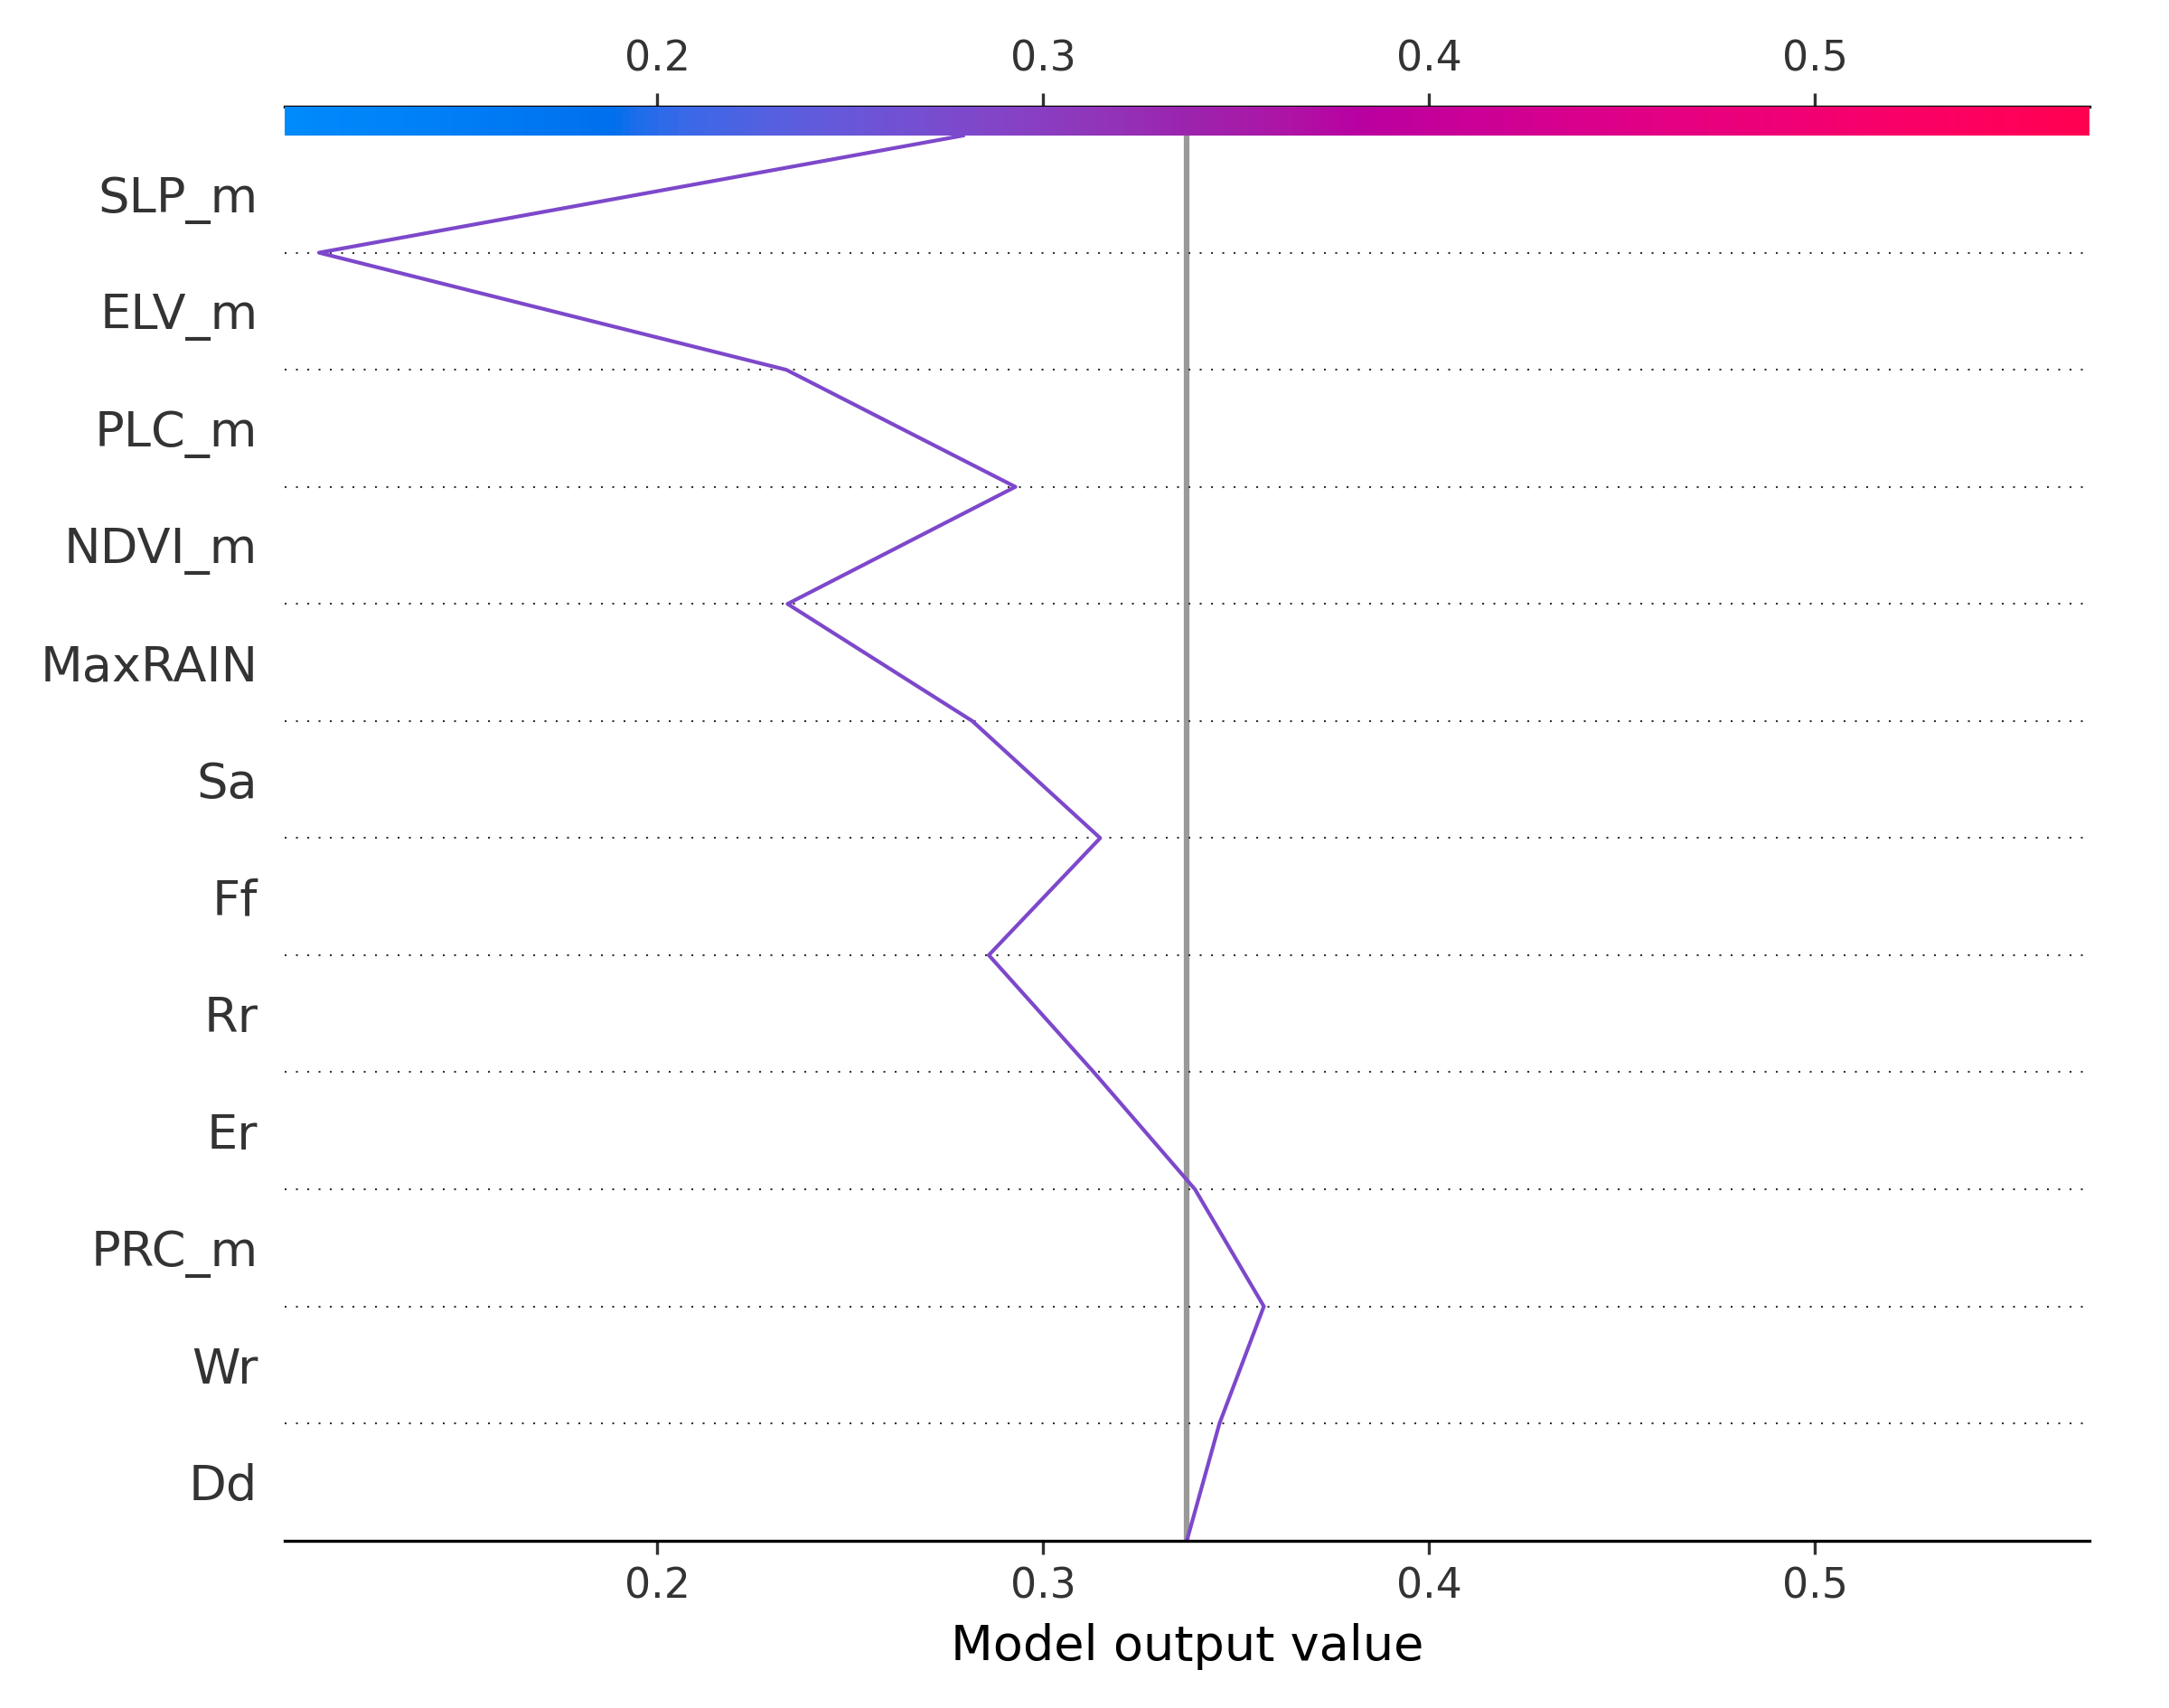 0.2 0.3 0.4 0.5
SLP_m
ELV_m
PLC_m
NDVI_m
MaxRAIN
Sa
Ff
Rr
Er
PRC_m
Wr
Dd
0.2 0.3 0.4 0.5
Model output value